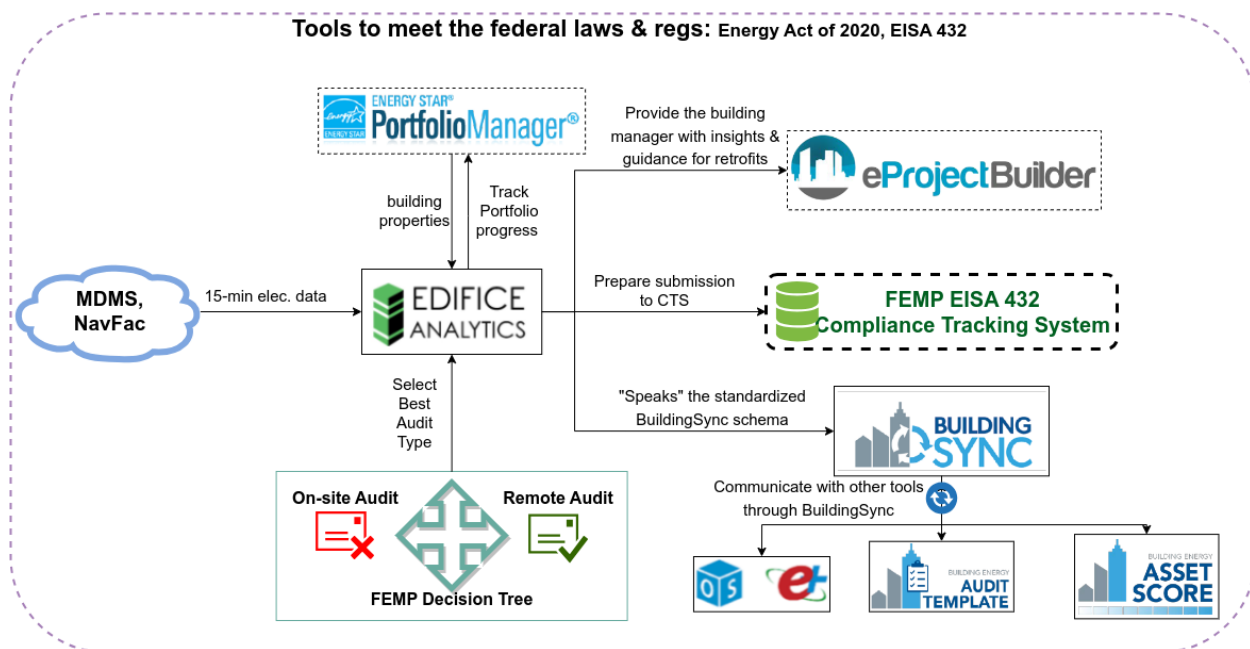 Tools to meet the federal laws & regs: Energy Act of 2020, EISA 432
ENERGY STAR®
PortfolioManager®
energy
ENERGY STAR
Provide the building
manager with insights &
guidance for retrofits
eProjectBuilder
building
properties
Track
Portfolio
progress
MDMS,
NavFac
15-min elec. data
EDIFICE
ANALYTICS
Prepare submission
to CTS
FEMP EISA 432
Compliance Tracking System
Select
Best
Audit
Type
"Speaks" the standardized
BuildingSync schema
BUILDING
SYNC
On-site Audit
Remote Audit
FEMP Decision Tree
Communicate with other tools
through BuildingSync
O S
e+
BUILDING ENERGY
AUDIT
TEMPLATE
BUILDING ENERGY
ASSET
SCORE